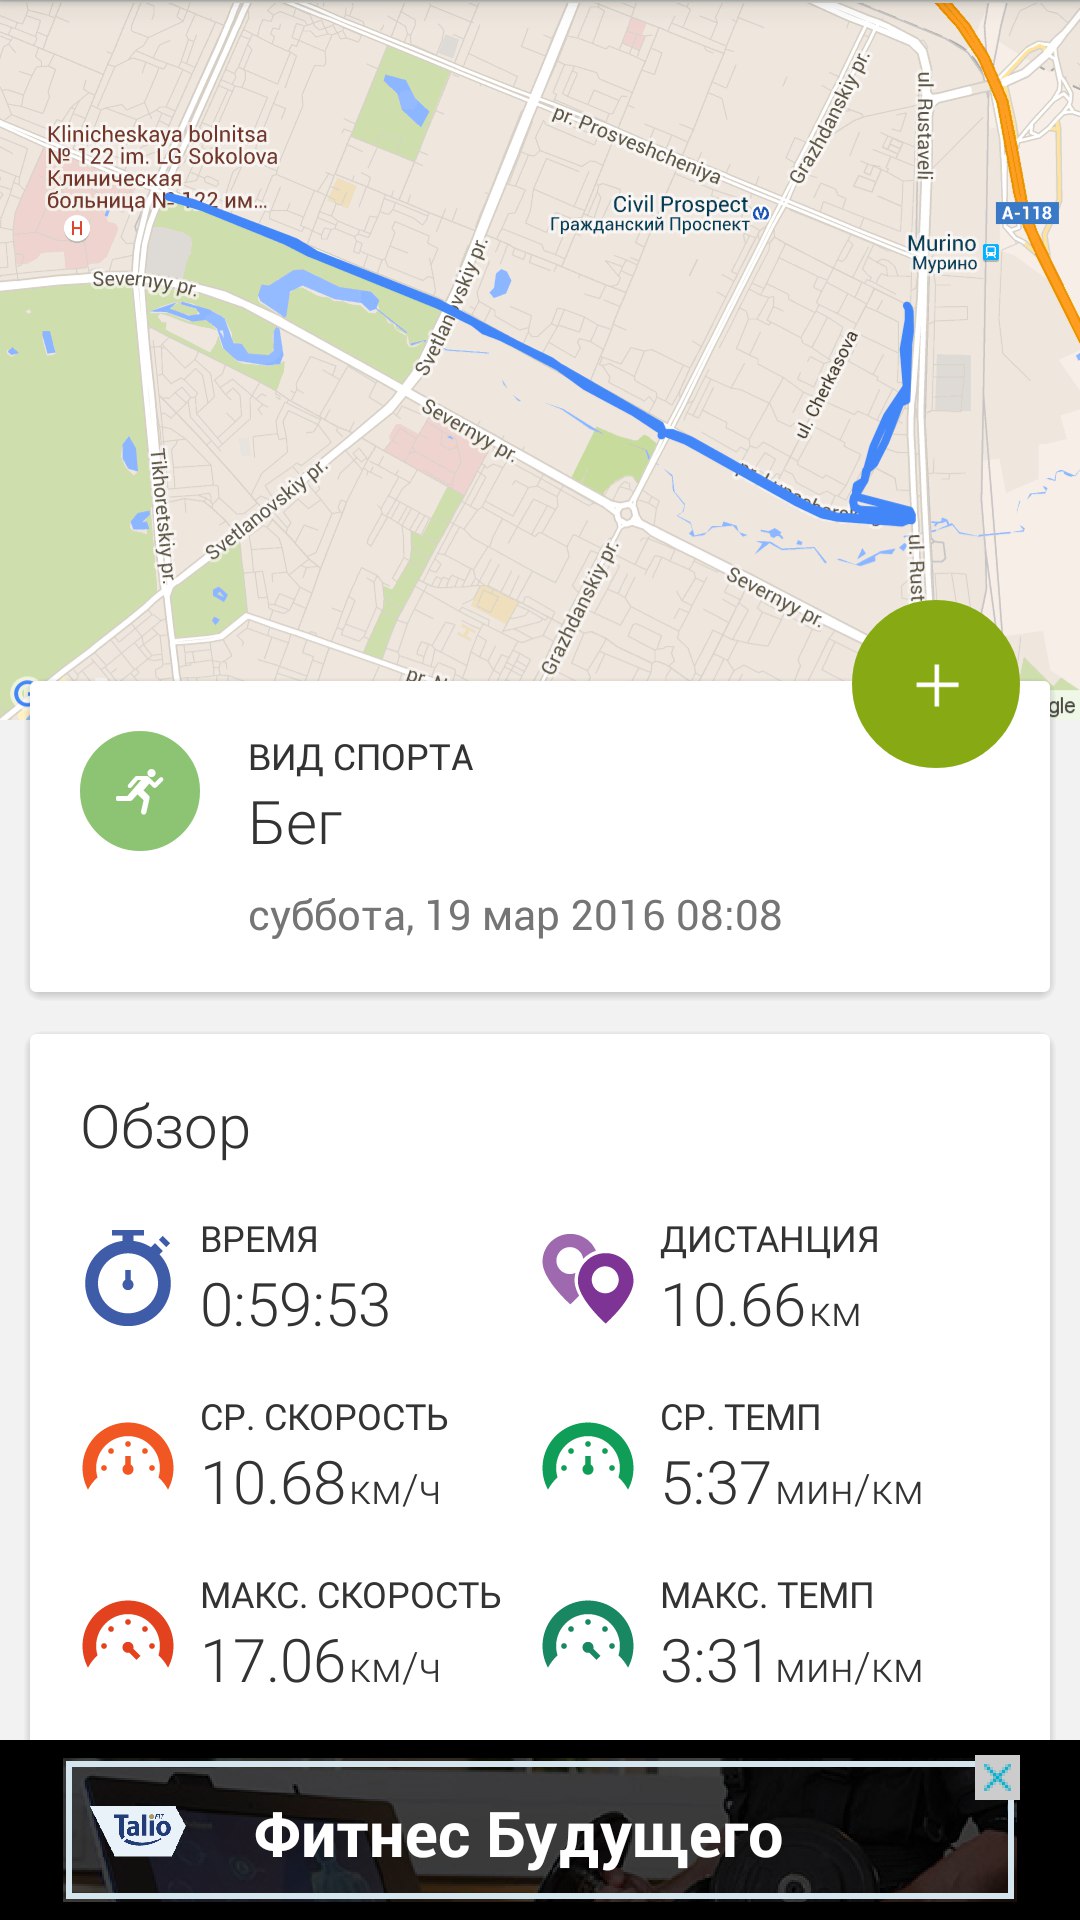 Klinicheskaya bolnitsa
№ 122 im. LG Sokolova
Клиническая
больница № 122 им...
H
pr. Prosveshcheniya
Grazhdanskiy pr.
ul. Rustaveli
A-118
Civil Prospect
Гражданский Проспект
Murino
Мурино
Severnyy pr.
Svetlanovskiy pr.
ul. Cherkasova
Severnyy pr.
Tikhoretskiy pr.
Svetlanovskiy pr.
Grazhdanskiy pr.
Severnyy pr.
ul. Rust
gle
ВИД СПОРТА
Бег
суббота, 19 мар 2016 08:08
Обзор
ВРЕМЯ
0:59:53
ДИСТАНЦИЯ
10.66км
СР. СКОРОСТЬ
10.68км/ч
СР. ТЕМП
5:37мин/км
МАКС. СКОРОСТЬ
17.06км/ч
МАКС. ТЕМП
3:31мин/км
Talio
Фитнес Будущего